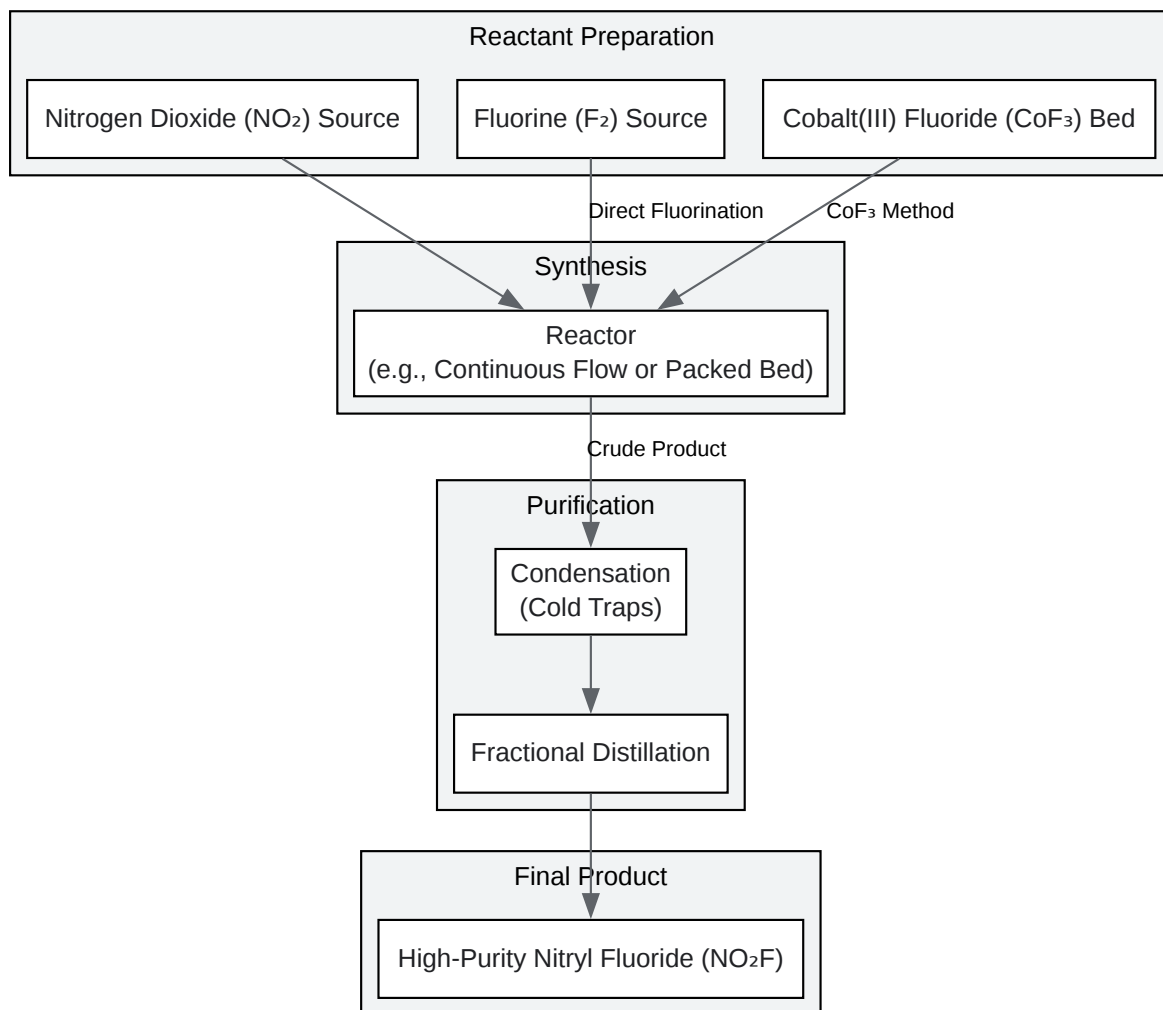 Reactant Preparation
Nitrogen Dioxide (NO₂) Source
Fluorine (F₂) Source
Cobalt(III) Fluoride (CoF₃) Bed
Direct Fluorination
CoF₃ Method
Synthesis
Reactor
(e.g., Continuous Flow or Packed Bed)
Crude Product
Purification
Condensation
(Cold Traps)
Fractional Distillation
Final Product
High-Purity Nitryl Fluoride (NO₂F)